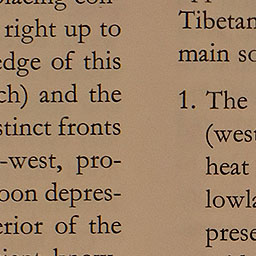 right up to
edge of this
ch) and the
stinct fronts
-west, pro-
oon depres-
erior of the
Tibetan
main so
1. The
(west
heat
lowla
prese